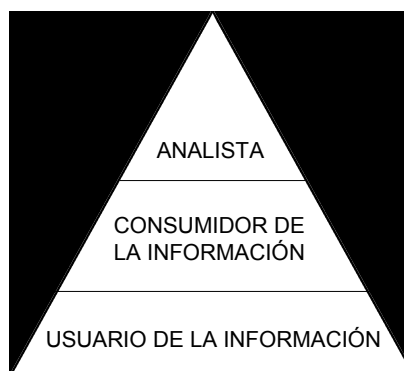 ANALISTA
CONSUMIDOR DE
LA INFORMACIÓN
USUARIO DE LA INFORMACIÓN